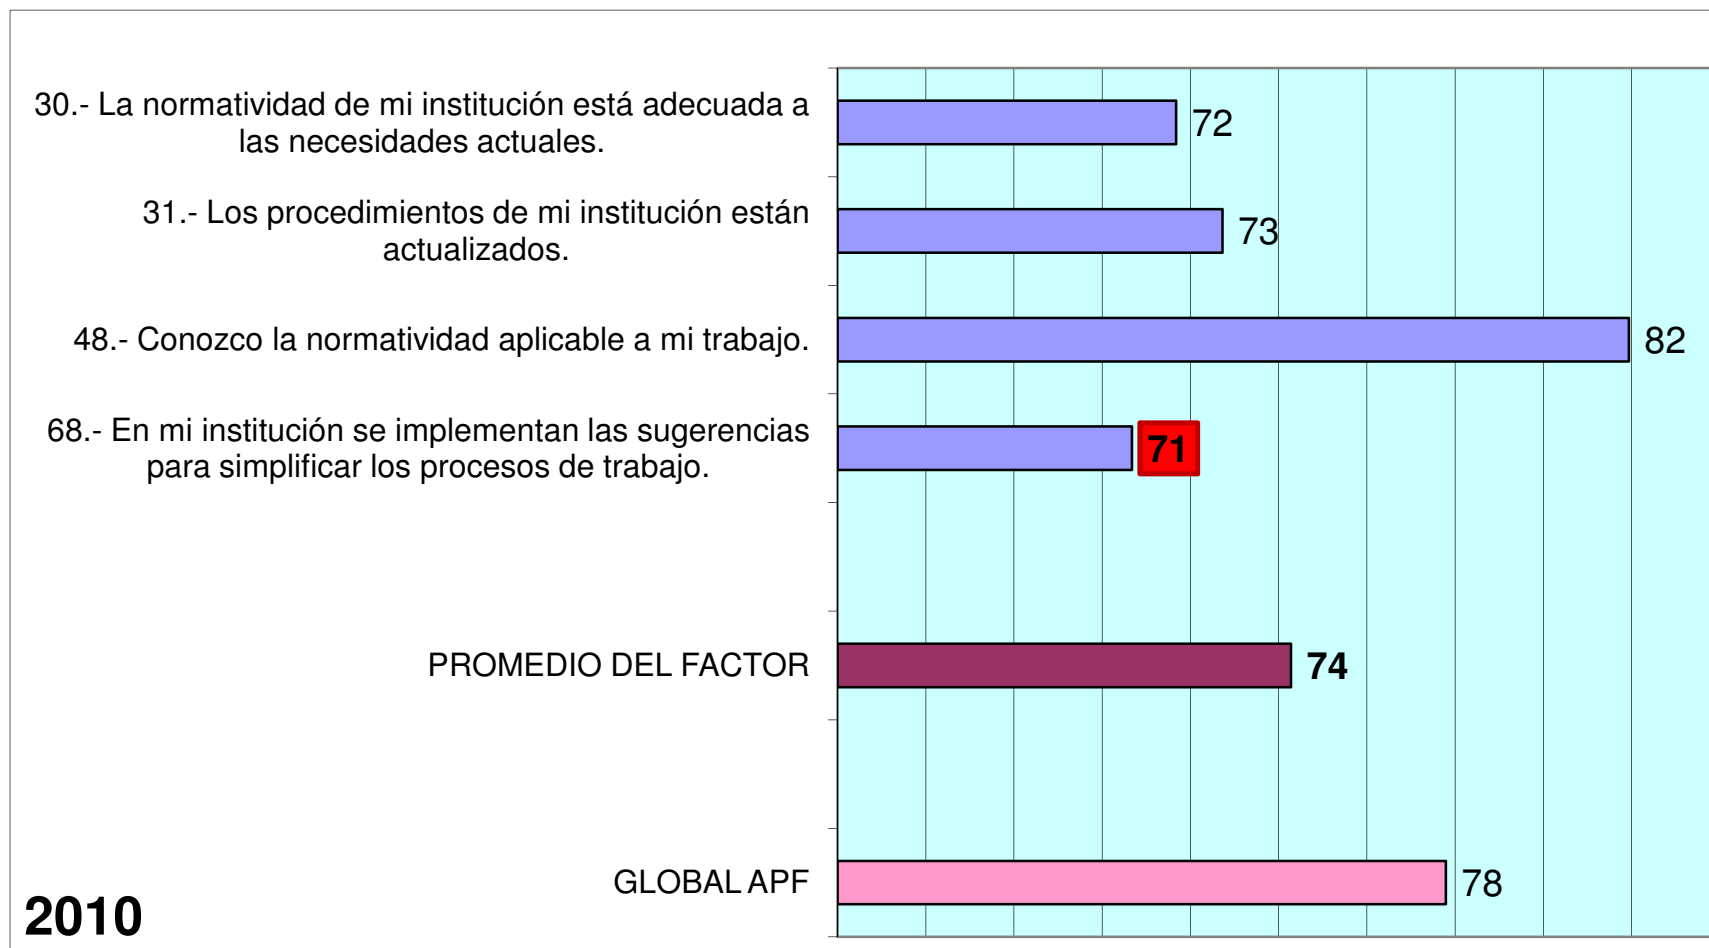 30.- La normatividad de mi institución está adecuada a
las necesidades actuales.
72
31.- Los procedimientos de mi institución están
actualizados.
73
48.- Conozco la normatividad aplicable a mi trabajo.
82
68.- En mi institución se implementan las sugerencias
para simplificar los procesos de trabajo.
71
PROMEDIO DEL FACTOR
74
GLOBAL APF
78
2010